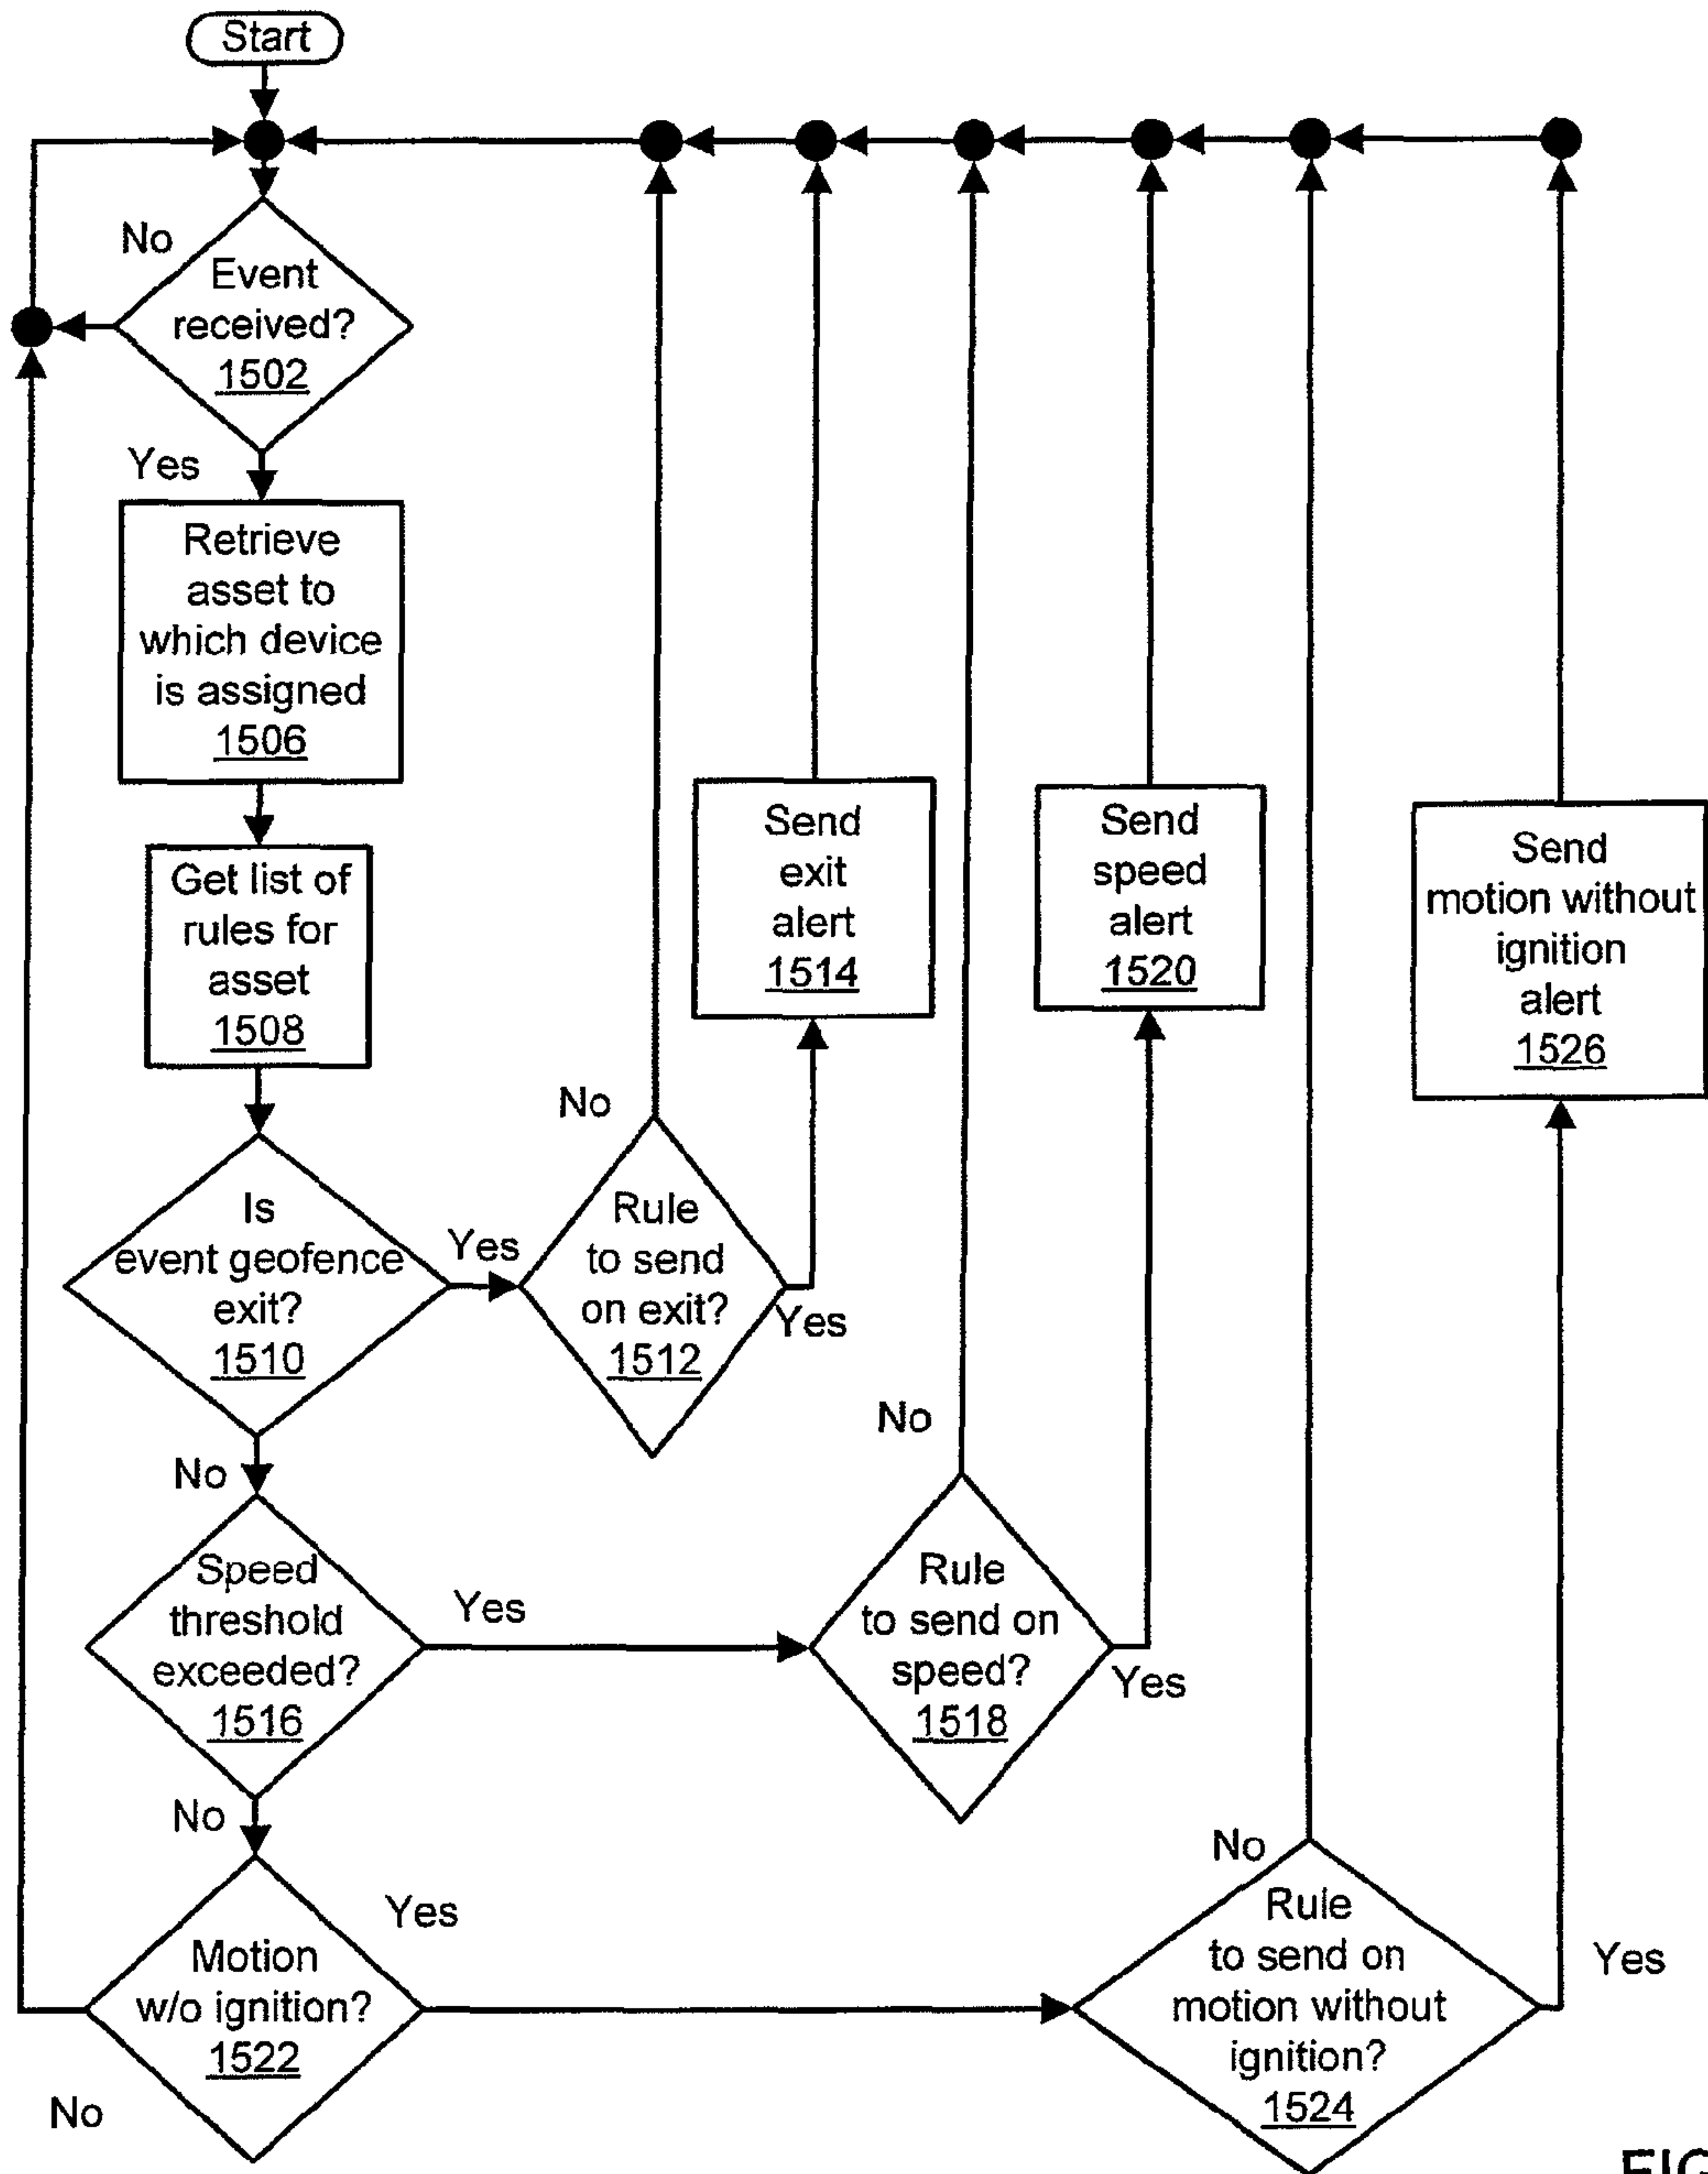 Start
No
Event
received?
1502
Yes
Retrieve
asset to
which device
is assigned
1506
Get list of
rules for
asset
1508
Is
event geofence
exit?
1510
Yes
No
Rule
to send
on exit?
1512
Yes
Send
exit
alert
1514
No
Speed
threshold
exceeded?
1516
Yes
No
Rule
to send on
speed?
1518
Yes
Send
speed
alert
1520
No
Motion
w/o ignition?
1522
No
Yes
No
Rule
to send on
motion without
ignition?
1524
Yes
Send
motion without
ignition
alert
1526
FIG